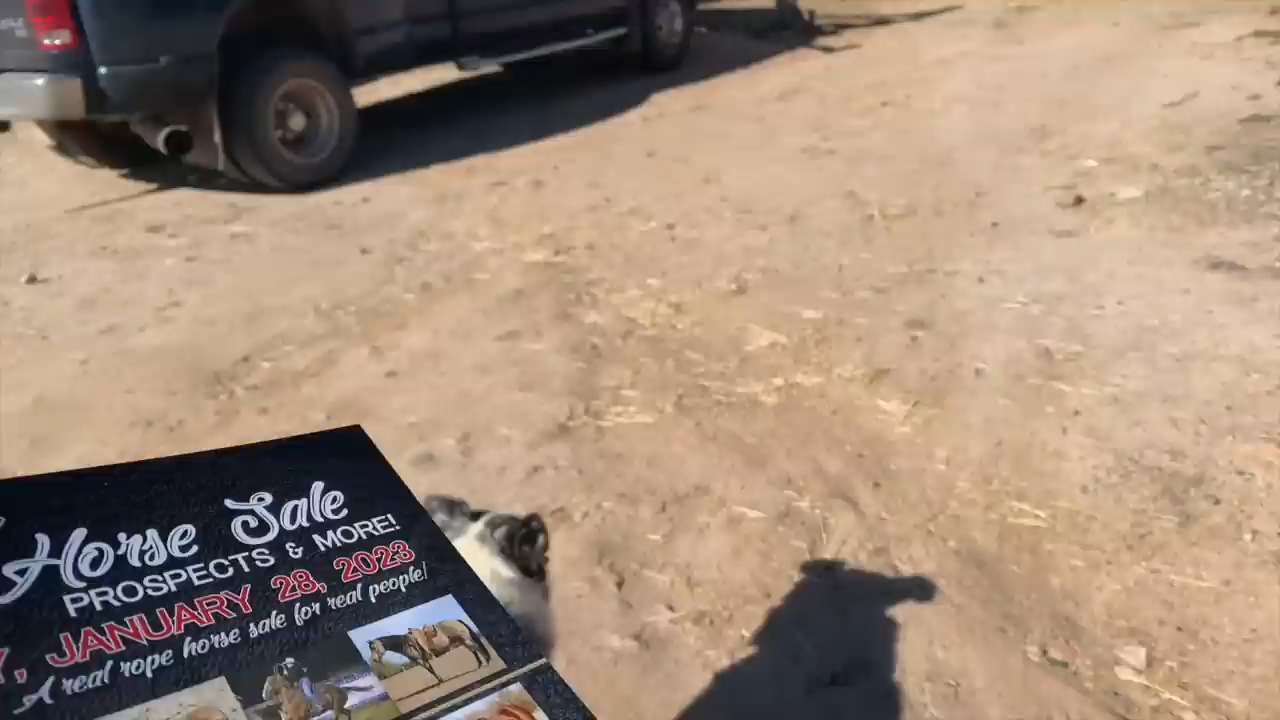 Horse Sale
PROSPECTS & MORE!
JANUARY 28, 2023
A real rope horse sale for real people!